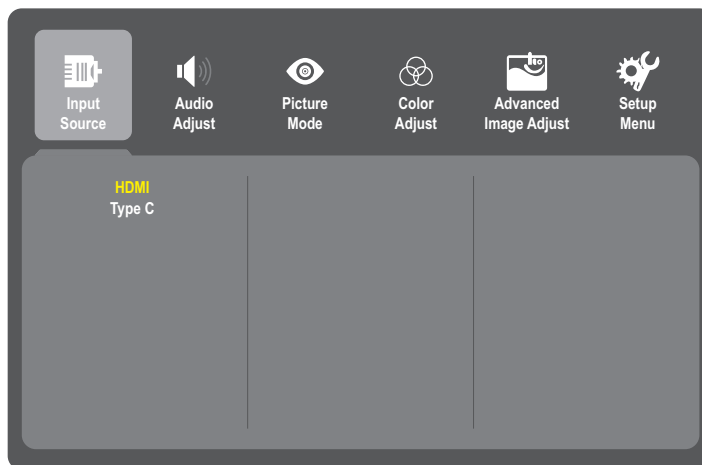 Input
Source
Audio
Adjust
Picture
Mode
Color
Adjust
Advanced
Image Adjust
Setup
Menu
HDMI
Type C